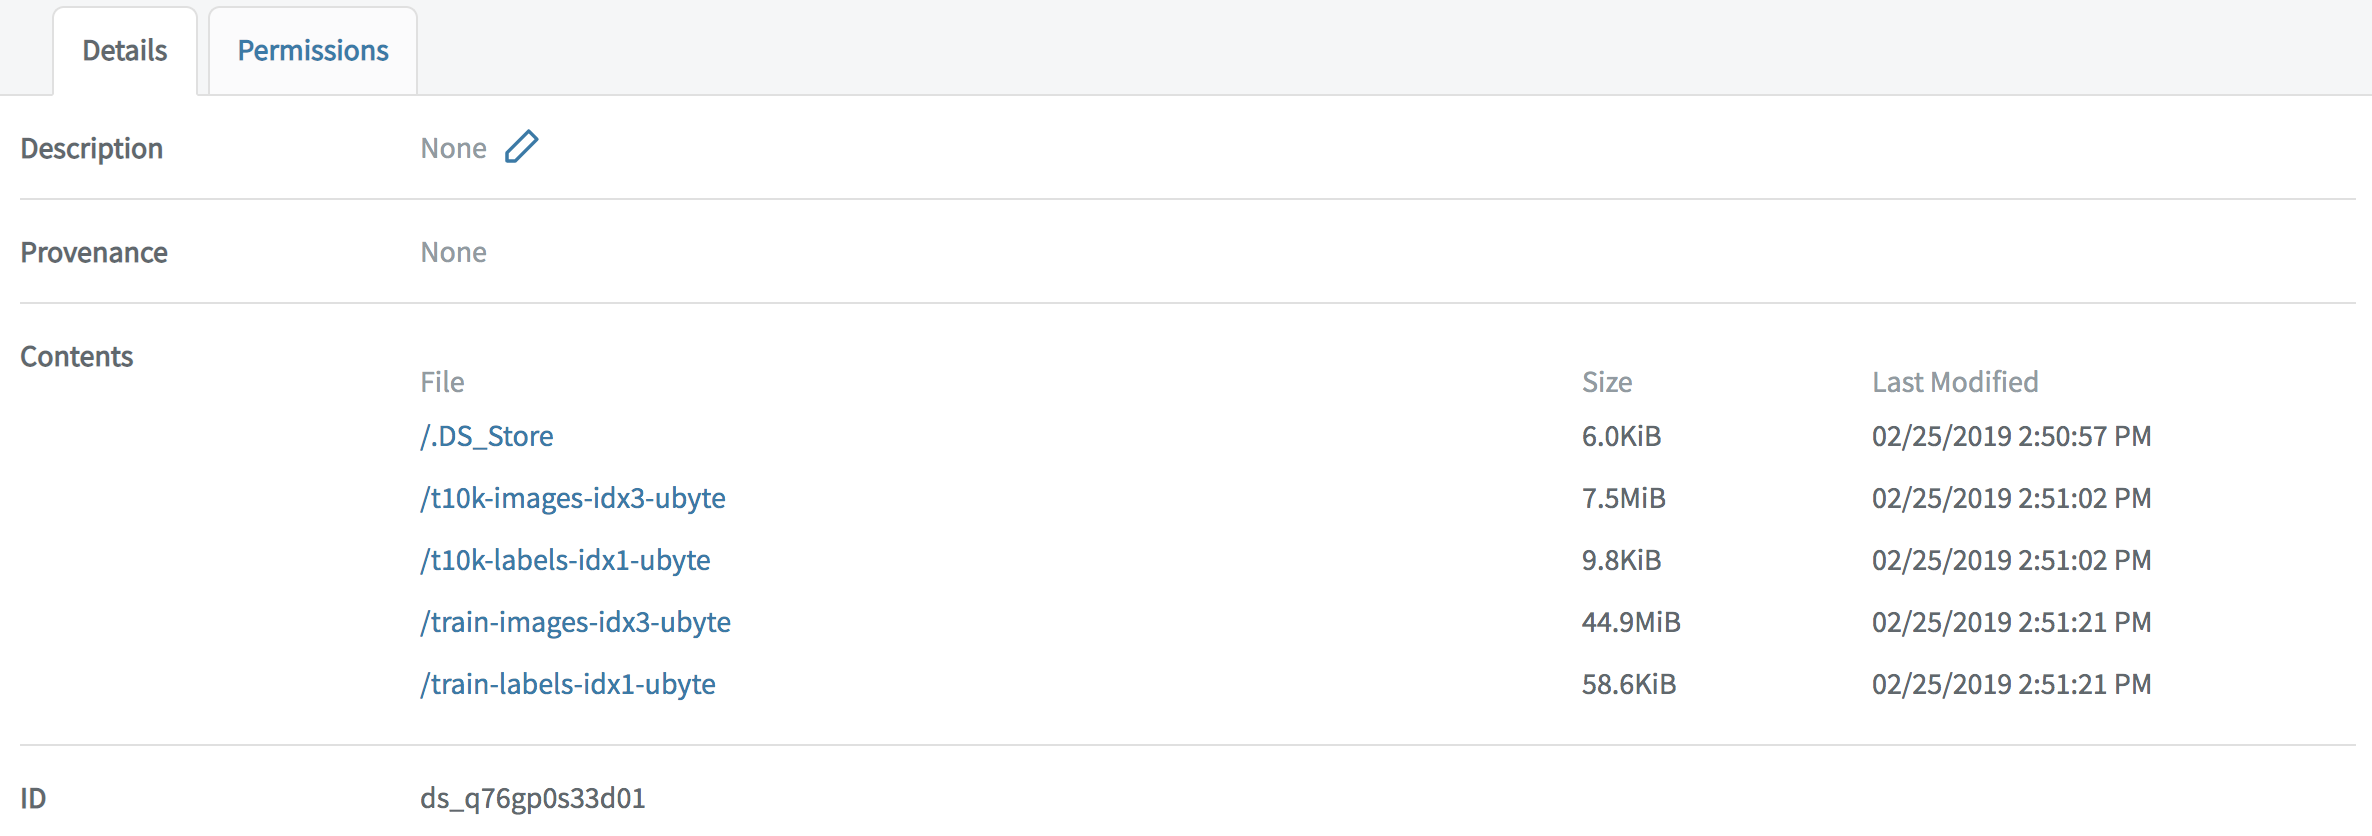 Details Permissions
Description None
Provenance None
Contents
File Size Last Modified
/.DS_Store 6.0KiB 02/25/2019 2:50:57 PM
/t10k-images-idx3-ubyte 7.5MiB 02/25/2019 2:51:02 PM
/t10k-labels-idx1-ubyte 9.8KiB 02/25/2019 2:51:02 PM
/train-images-idx3-ubyte 44.9MiB 02/25/2019 2:51:21 PM
/train-labels-idx1-ubyte 58.6KiB 02/25/2019 2:51:21 PM
ID ds_q76gp0s33d01